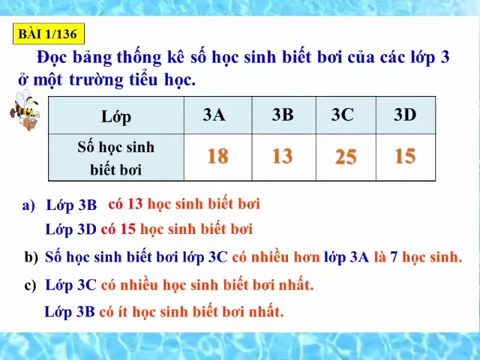 BÀI 1/136
Đọc bảng thống kê số học sinh biết bơi của các lớp 3
ở một trường tiểu học.
Lớp 3A 3B 3C 3D
Số học sinh
biết bơi 18 13 25 15
a) Lớp 3B có 13 học sinh biết bơi
Lớp 3D có 15 học sinh biết bơi
b) Số học sinh biết bơi lớp 3C có nhiều hơn lớp 3A là 7 học sinh.
c) Lớp 3C có nhiều học sinh biết bơi nhất.
Lớp 3B có ít học sinh biết bơi nhất.